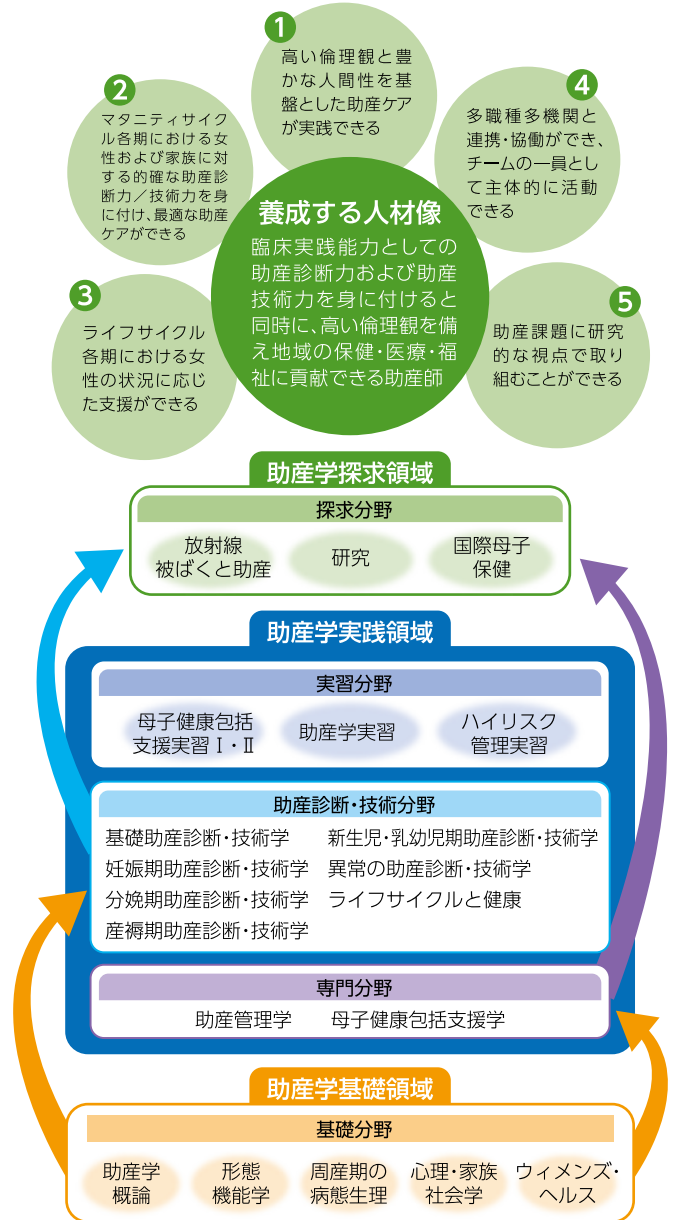 1
高い倫理観と豊
かな人間性を基
盤とした助産ケア
が実践できる
2
マタニティサイク
ル各期における女
性および家族に対
する的確な助産診
断力／技術力を身
に付け、最適な助産
ケアができる
3
ライフサイクル
各期における女
性の状況に応じ
た支援ができる
4
多職種多機関と
連携・協働ができ、
チームの一員とし
て主体的に活動
できる
5
助産課題に研究
的な視点で取り
組むことができる
養成する人材像
臨床実践能力としての
助産診断力および助産
技術力を身に付けると
同時に、高い倫理観を備
え地域の保健・医療・福
祉に貢献できる助産師
助産学探求領域
探求分野
放射線
被ばくと助産
研究
国際母子
保健
助産学実践領域
実習分野
母子健康包括
支援実習Ⅰ・Ⅱ
助産学実習
ハイリスク
管理実習
助産診断・技術分野
基礎助産診断・技術学
妊娠期助産診断・技術学
分娩期助産診断・技術学
産褥期助産診断・技術学
新生児・乳幼児期助産診断・技術学
異常の助産診断・技術学
ライフサイクルと健康
専門分野
助産管理学
母子健康包括支援学
助産学基礎領域
基礎分野
助産学
概論
形態
機能学
周産期の
病態生理
心理・家族
社会学
ウィメンズ・
ヘルス